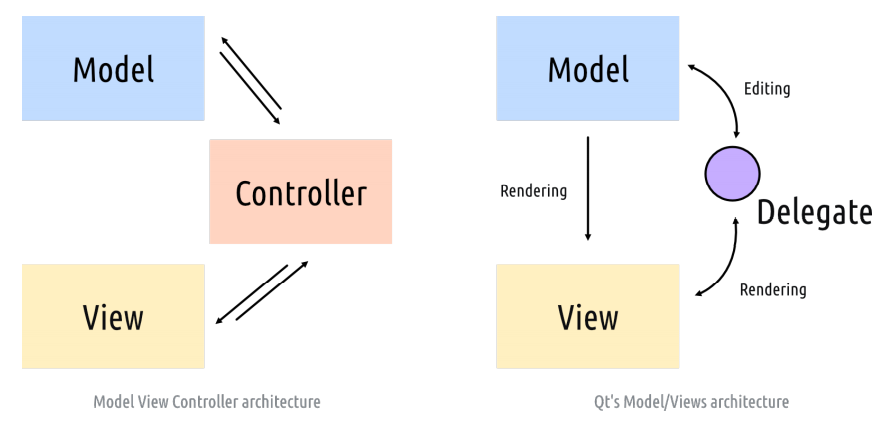 Model
Controller
View
Model View Controller architecture
Model
Editing
Rendering
Delegate
Rendering
View
Qt's Model/Views architecture